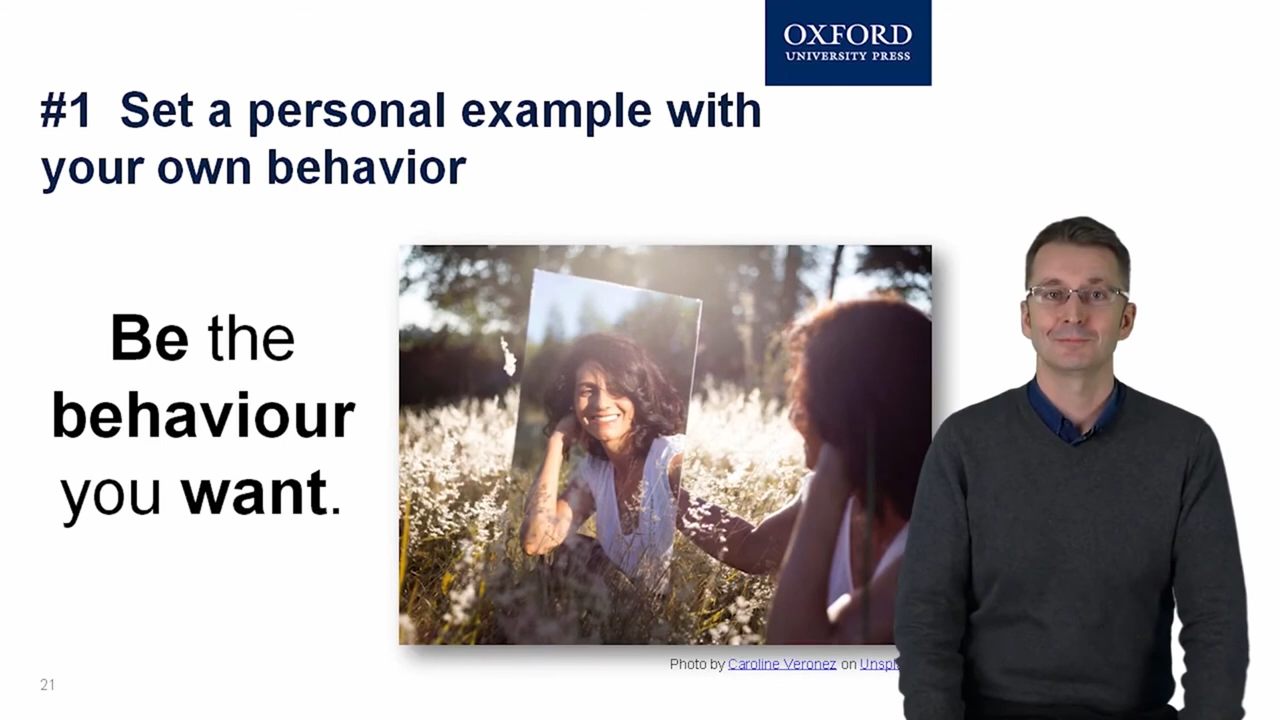 OXFORD
UNIVERSITY PRESS
#1 Set a personal example with
your own behavior
Be the
behaviour
you want.
Photo by Caroline Veronez on
21